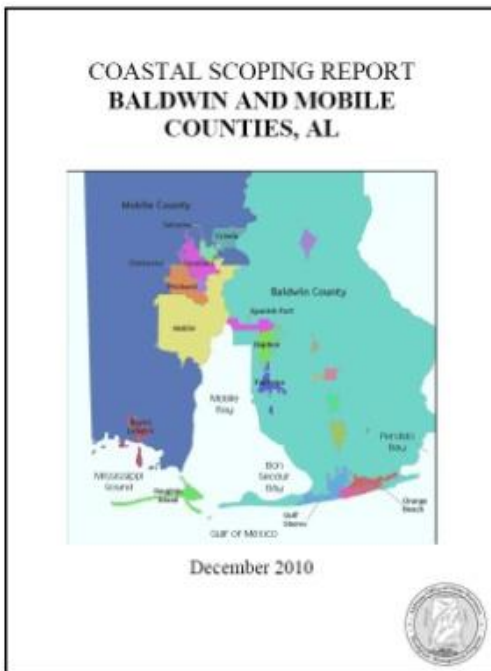 COASTAL SCOPING REPORT
BALDWIN AND MOBILE
COUNTIES, AL
Mobile County
Baldwin County
Spanish Fort
Mobile
Mobile
Bay
Perdido
Bay
Mississippi
Sound
Bon
Secour
Bay
Orange
Beach
Gulf
Shores
Gulf of Mexico
December 2010